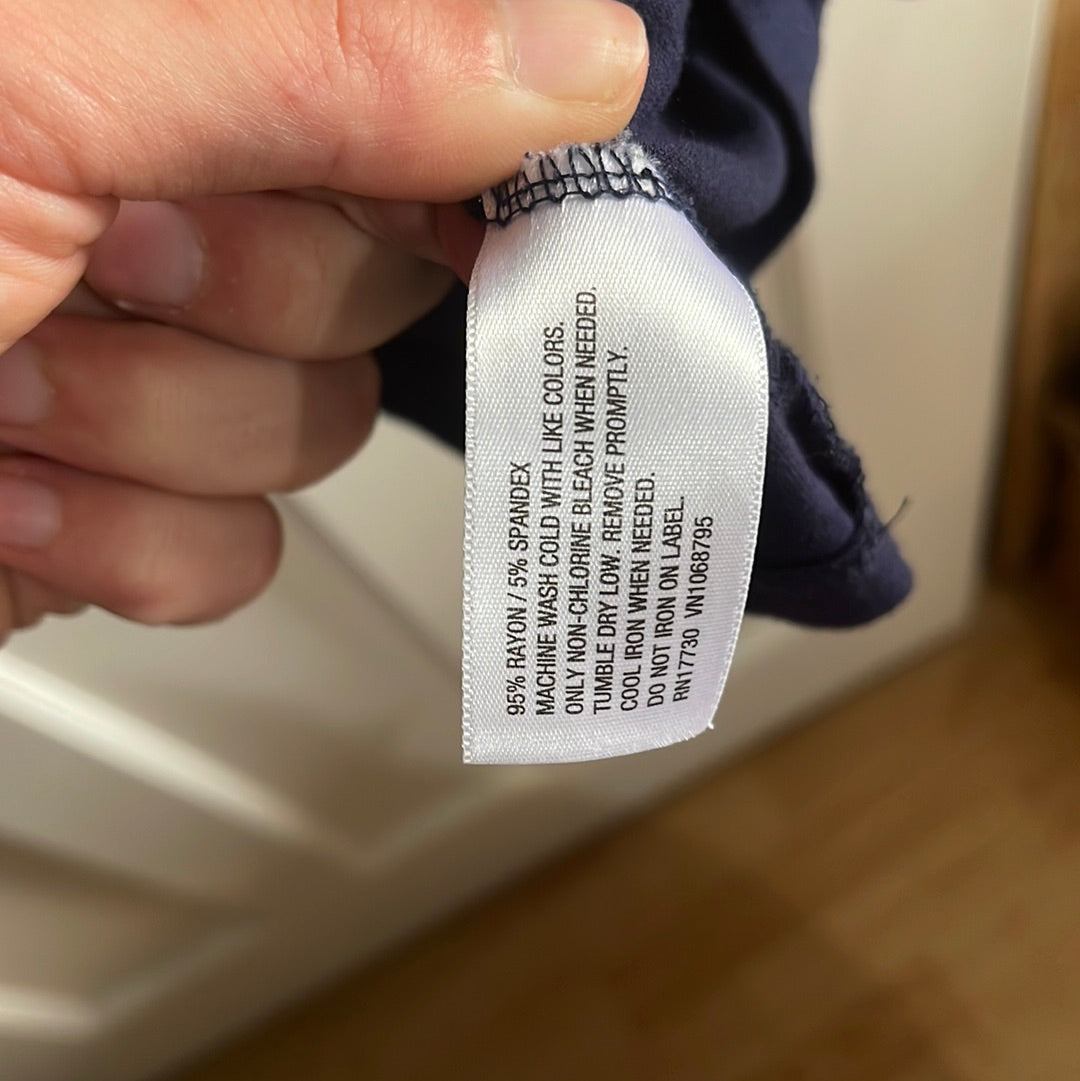 95% RAYON / 5% SPANDEX
MACHINE WASH COLD WITH LIKE COLORS.
ONLY NON-CHLORINE BLEACH WHEN NEEDED.
TUMBLE DRY LOW. REMOVE PROMPTLY.
COOL IRON WHEN NEEDED.
DO NOT IRON ON LABEL.
RN17730 VN1068795